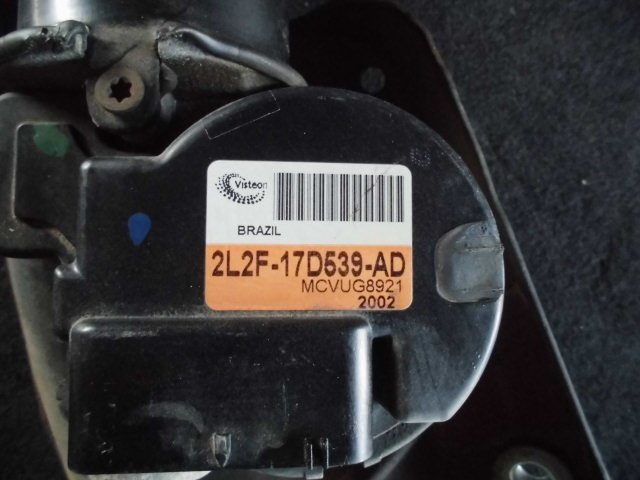 Visteon
BRAZIL
2L2F-17D539-AD
MCVUG8921
2002